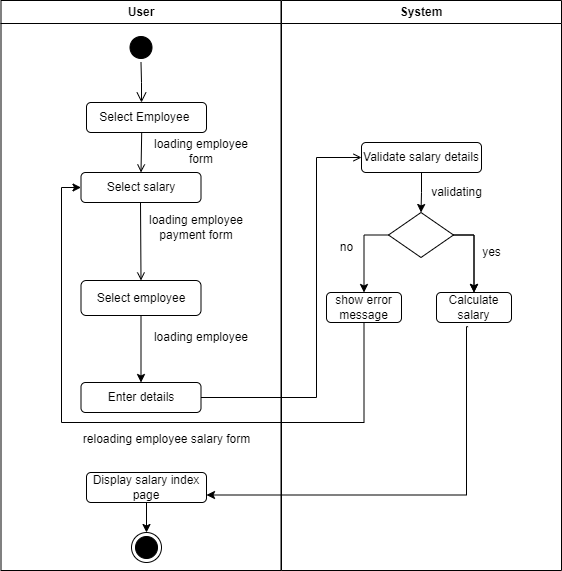 User
System
Select Employee
loading employee
form
Select salary
loading employee
payment form
Select employee
loading employee
Enter details
Validate salary details
validating
no
yes
show error
message
Calculate
salary
reloading employee salary form
Display salary index
page